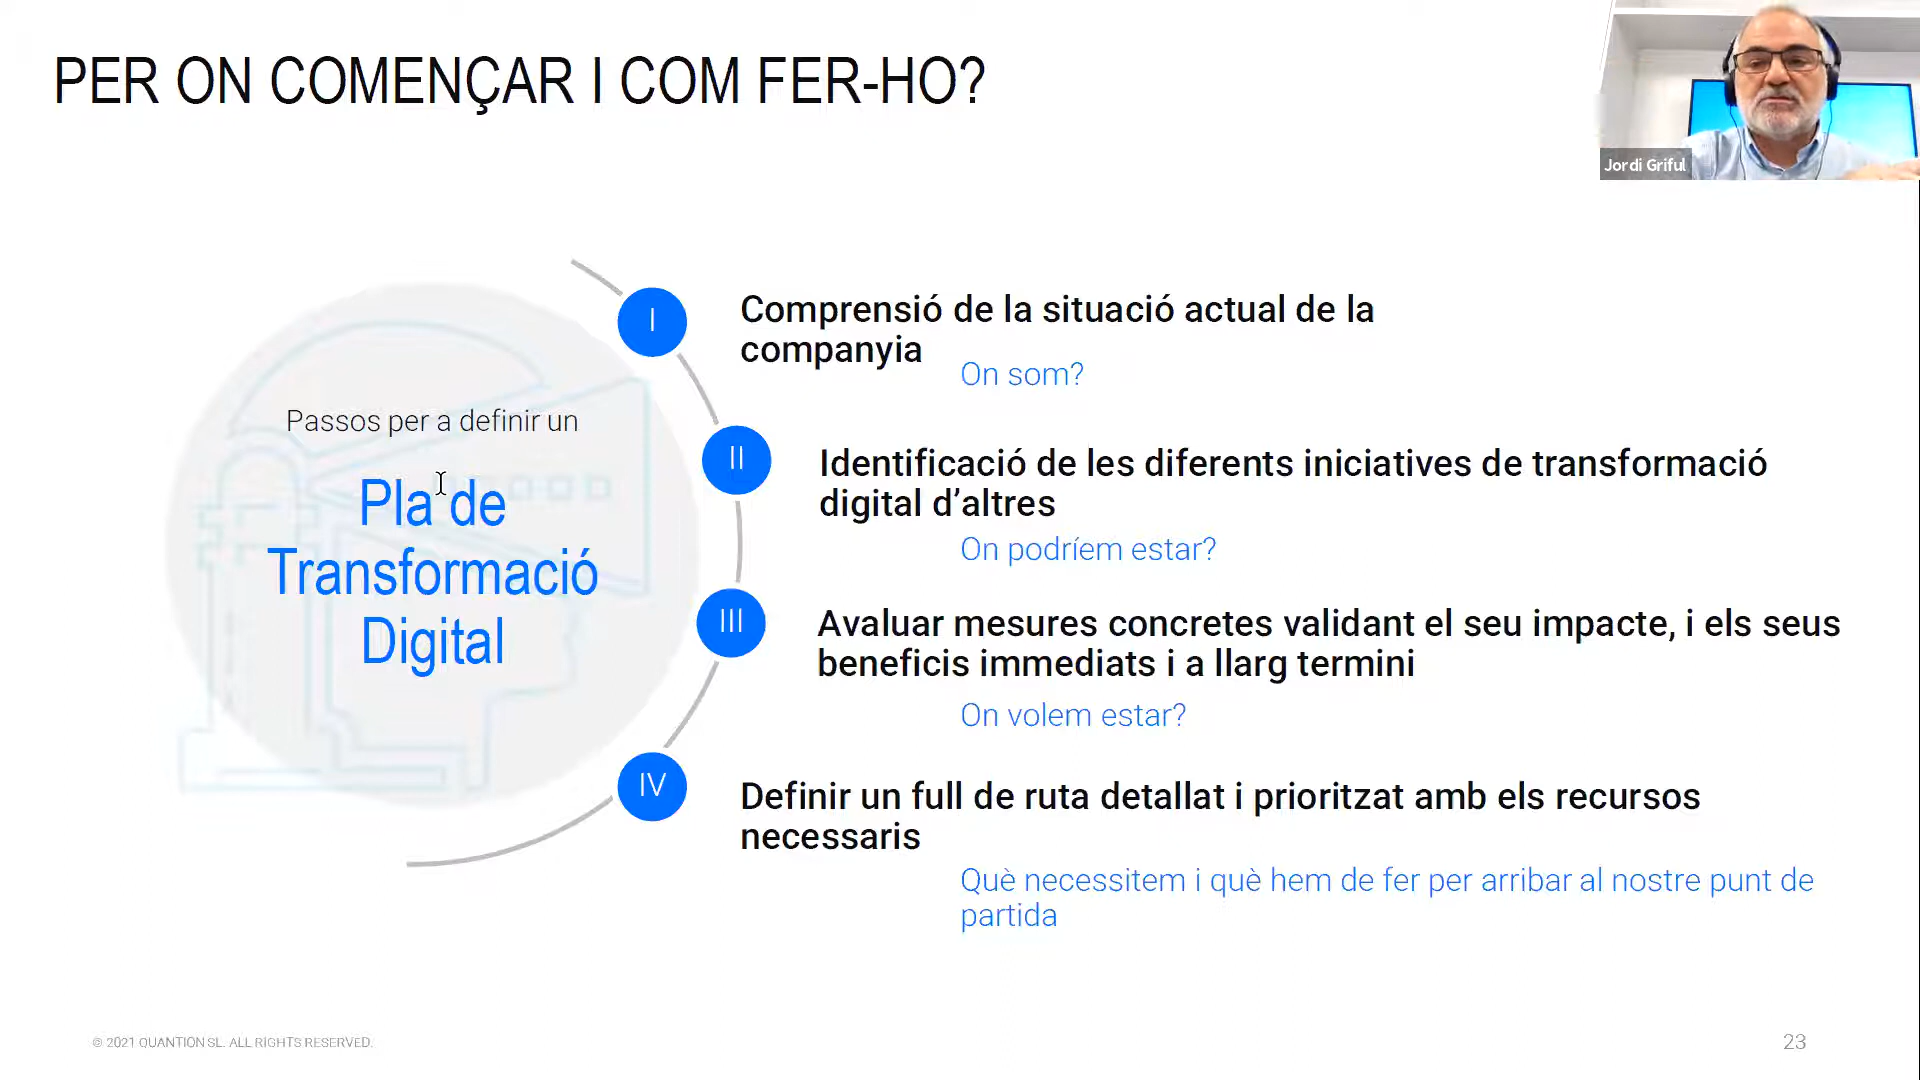 PER ON COMENÇAR I COM FER-HO?
Jordi Griful
Passos per a definir un
Pla de
Transformació
Digital
I
Comprensió de la situació actual de la
companyia
On som?
II
Identificació de les diferents iniciatives de transformació
digital d’altres
On podríem estar?
III
Avaluar mesures concretes validant el seu impacte, i els seus
beneficis immediats i a llarg termini
On volem estar?
IV
Definir un full de ruta detallat i prioritzat amb els recursos
necessaris
Què necessitem i què hem de fer per arribar al nostre punt de
partida
© 2021 QUANTION SL. ALL RIGHTS RESERVED.
23